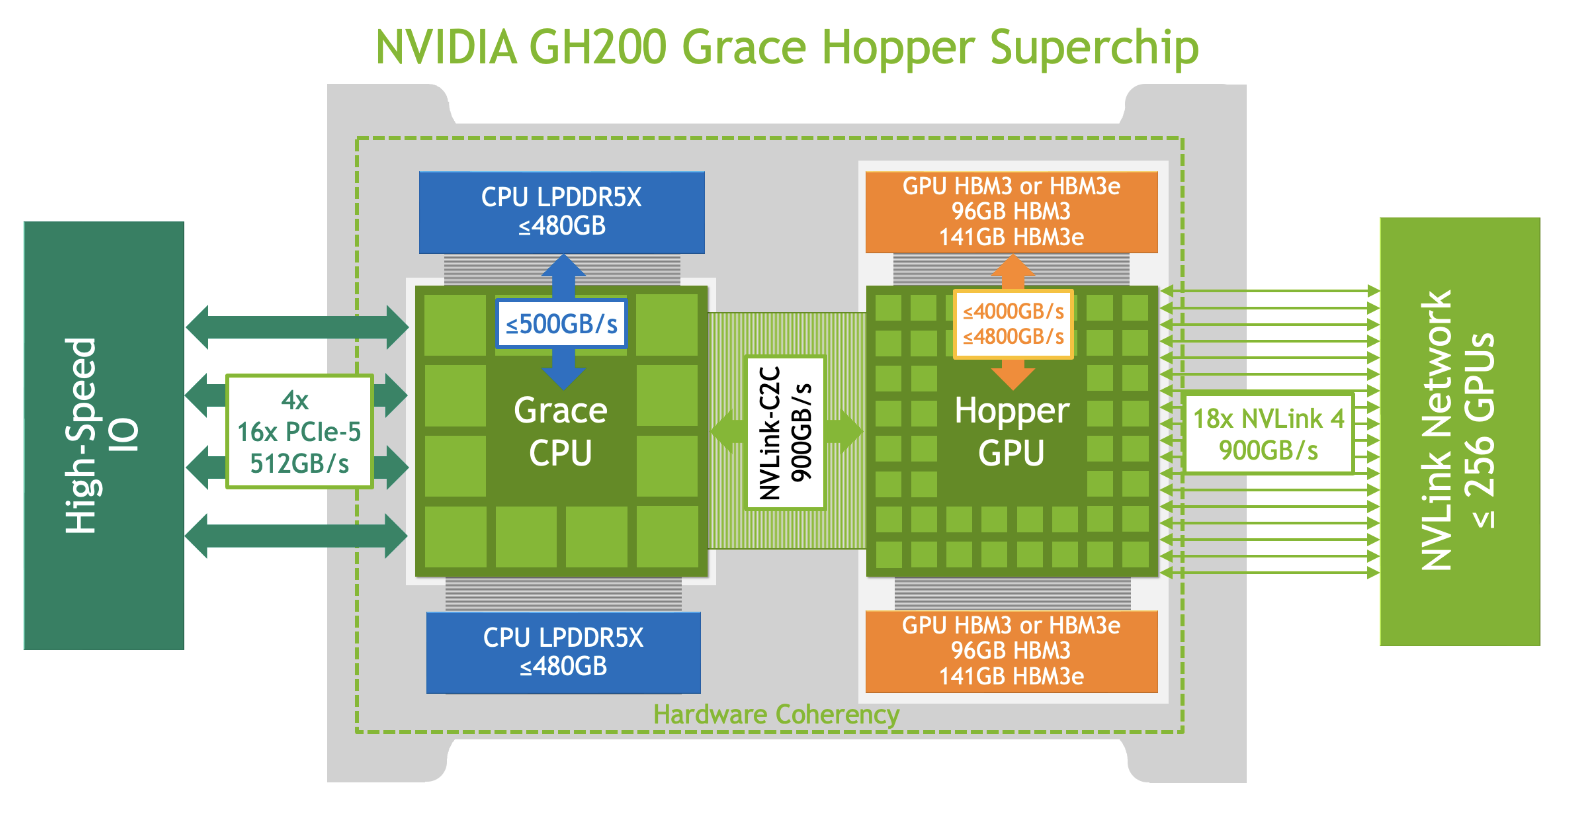 NVIDIA GH200 Grace Hopper Superchip
CPU LPDDR5X
≤480GB
GPU HBM3 or HBM3e
96GB HBM3
141GB HBM3e
≤500GB/s
≤4000GB/s
≤4800GB/s
High-Speed
IO
4x
16x PCIe-5
512GB/s
Grace
CPU
NVLink-C2C
900GB/s
Hopper
GPU
18x NVLink 4
900GB/s
NVLink Network
≤ 256 GPUs
CPU LPDDR5X
≤480GB
GPU HBM3 or HBM3e
96GB HBM3
141GB HBM3e
Hardware Coherency